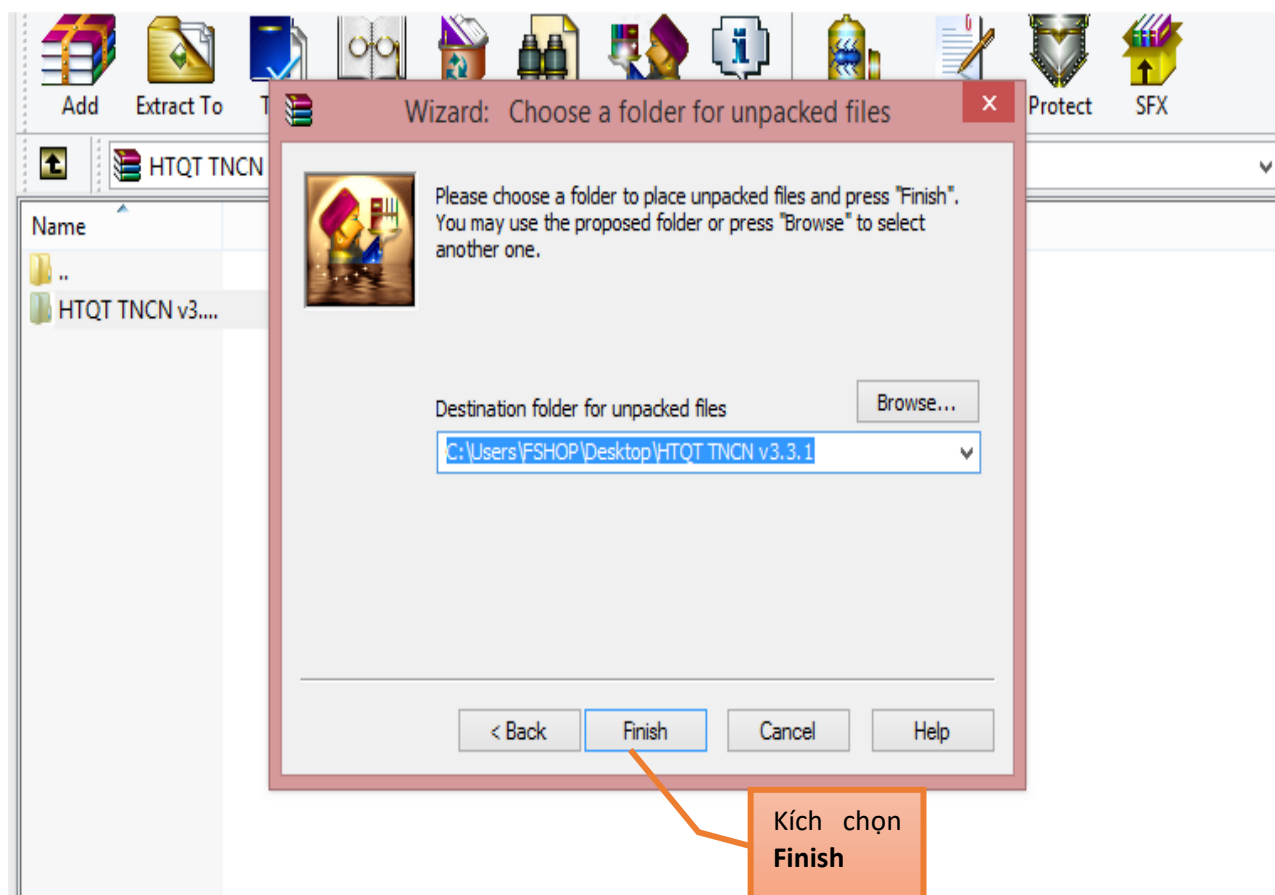 Add
Extract To
T
Protect
SFX
Wizard: Choose a folder for unpacked files
HTQT TNCN
Name
..
HTQT TNCN v3....
Please choose a folder to place unpacked files and press "Finish".
You may use the proposed folder or press "Browse" to select
another one.
Destination folder for unpacked files
Browse...
C:\Users\FSHOP\Desktop\HTQT TNCN v3.3.1
< Back
Finish
Cancel
Help
Kích chọn
Finish